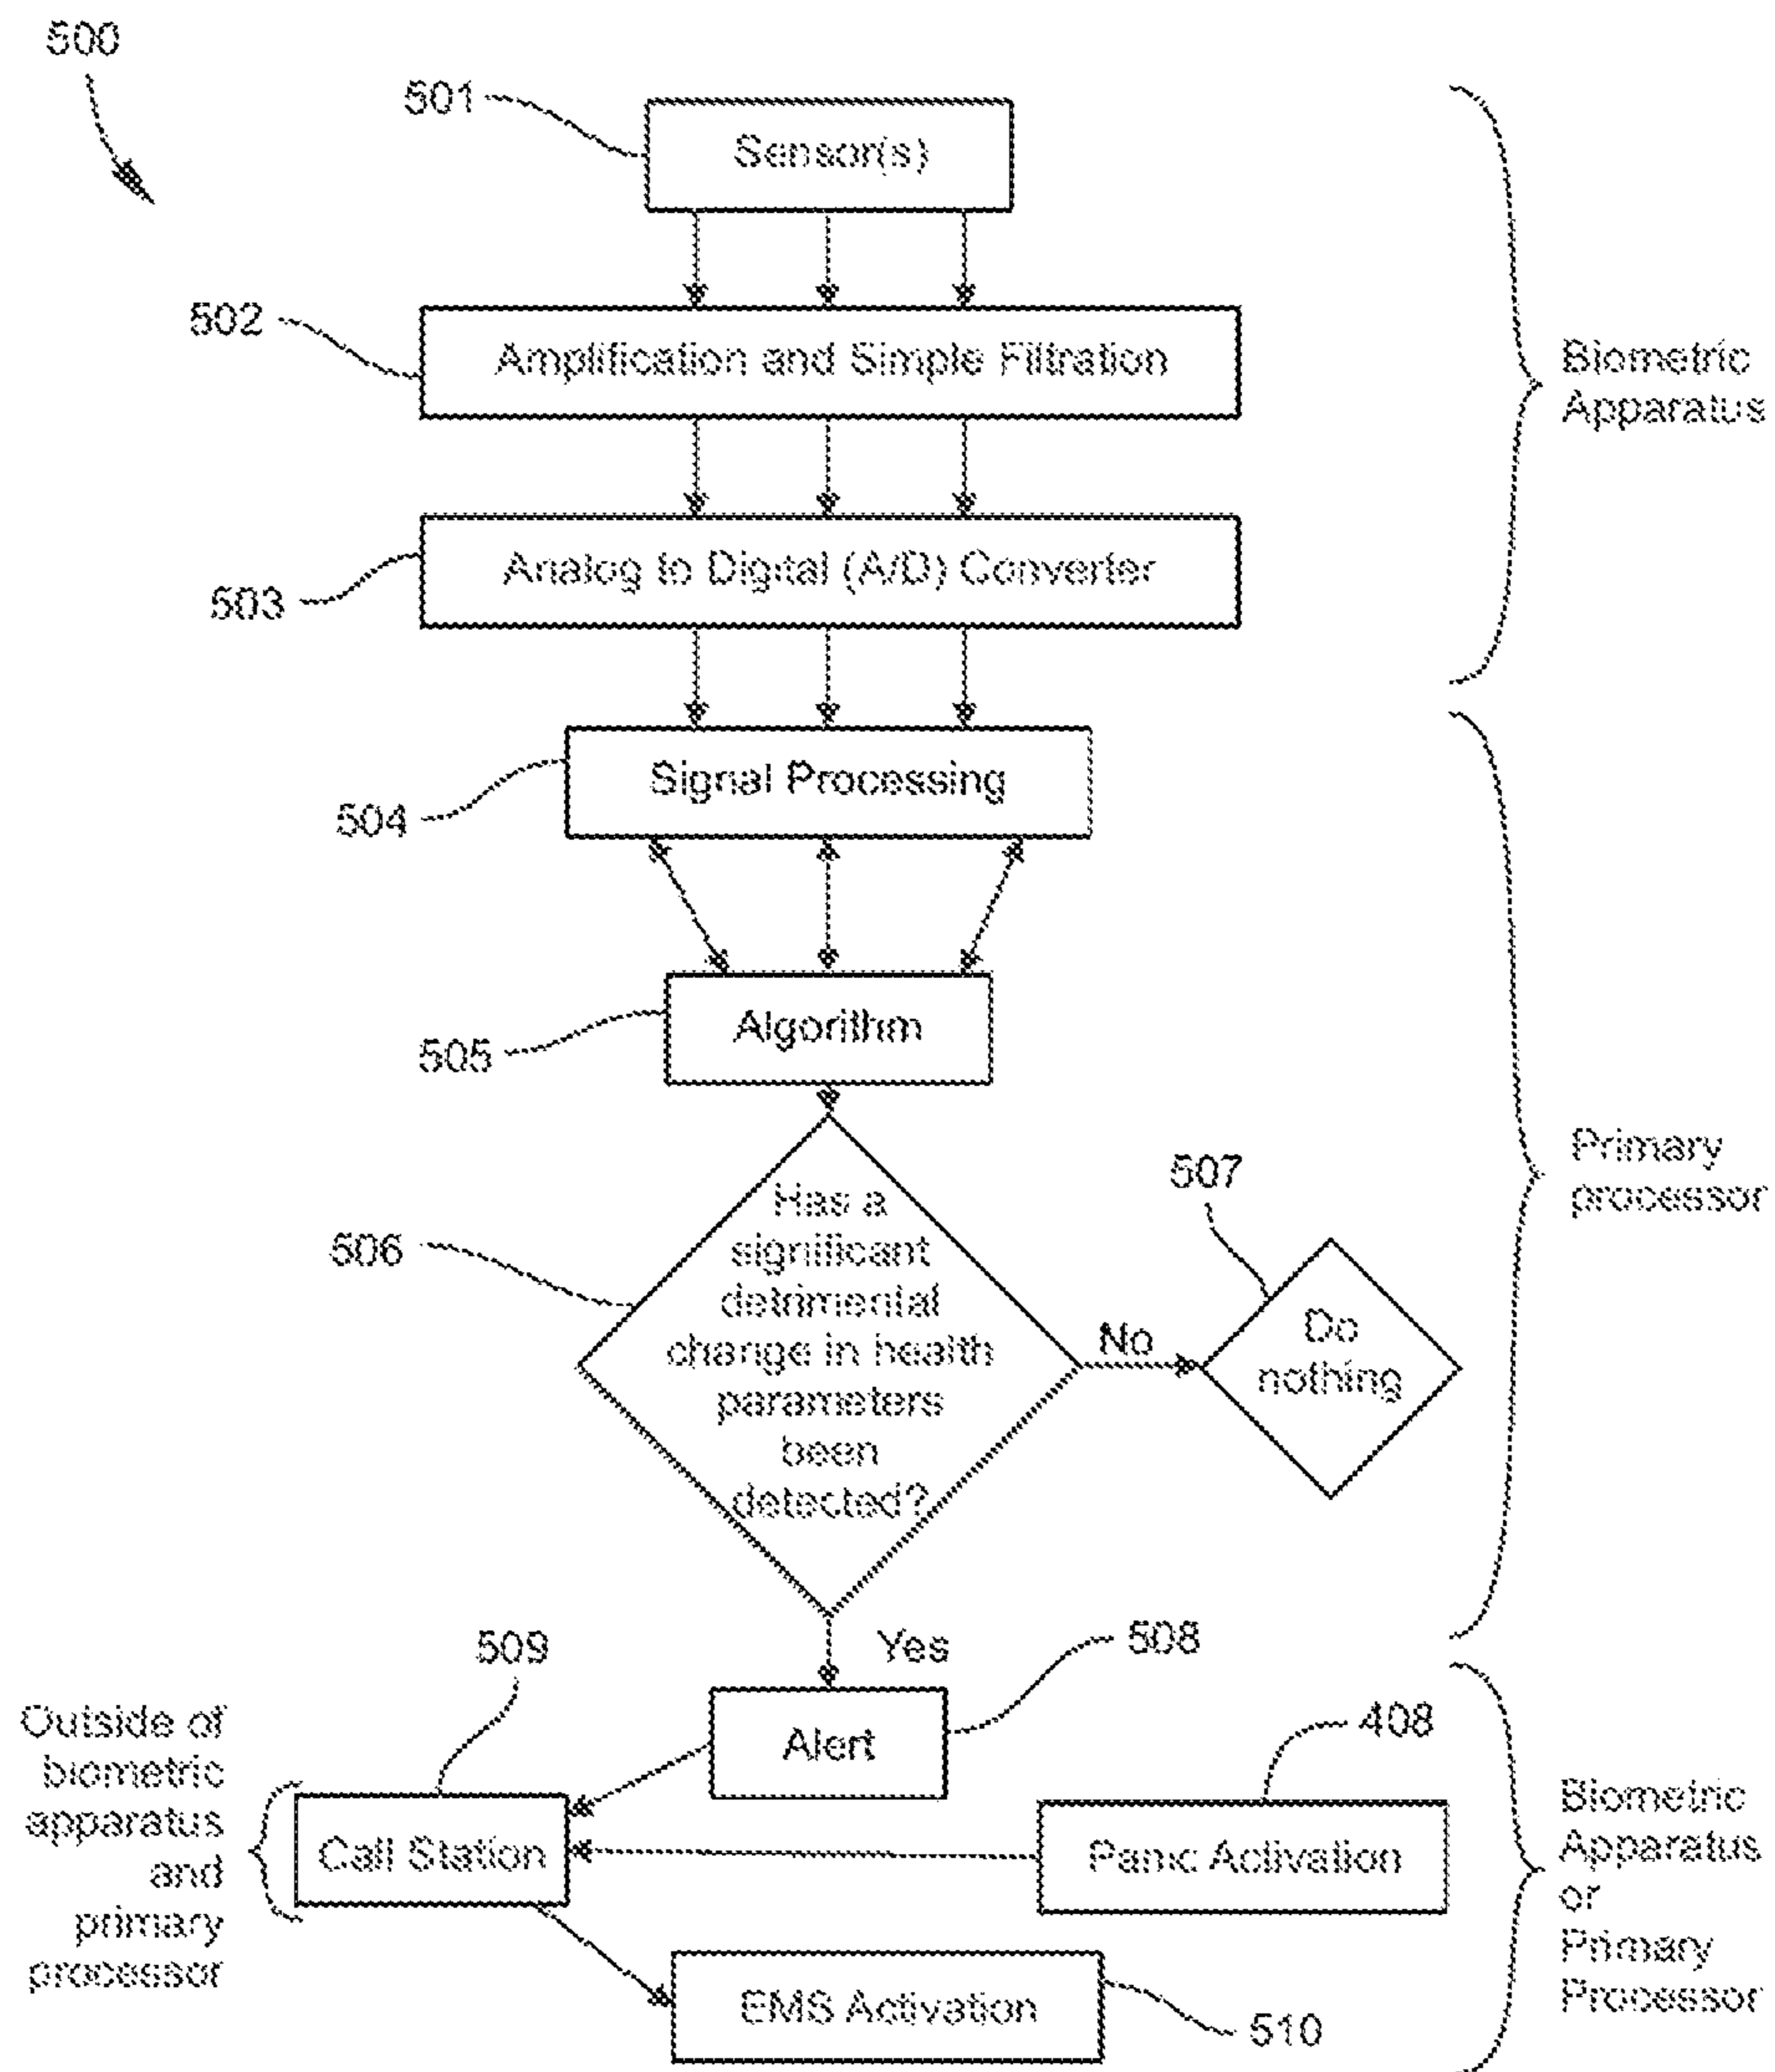 500
501
Sensor(s)
502
Amplification and Simple Filtration
Biometric
Apparatus
503
Analog to Digital (A/D) Converter
504
Signal Processing
505
Algorithm
506
Has a
significant
detrimental
change in health
parameters
been
detected?
No
507
Do
nothing
Primary
processor
Yes
508
Alert
509
Call Station
Outside of
biometric
apparatus
and
primary
processor
408
Panic Activation
EMS Activation
510
Biometric
Apparatus
or
Primary
Processor